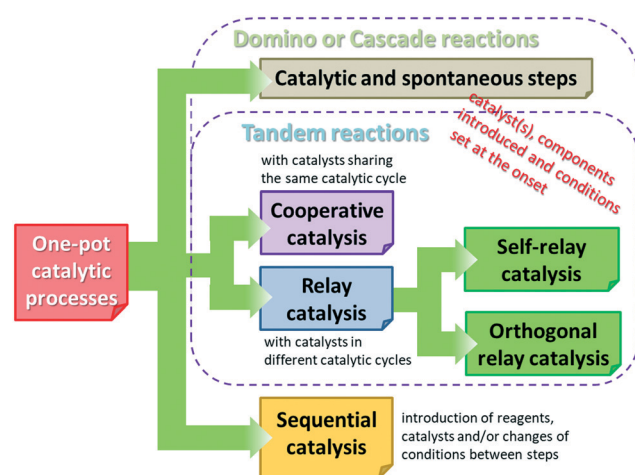 Domino or Cascade reactions
Catalytic and spontaneous steps
catalyst(s), components
introduced and conditions
set at the onset
Tandem reactions
with catalysts sharing
the same catalytic cycle
Cooperative
catalysis
One-pot
catalytic
processes
Relay
catalysis
with catalysts in
different catalytic cycles
Self-relay
catalysis
Orthogonal
relay catalysis
Sequential
catalysis
introduction of reagents,
catalysts and/or changes of
conditions between steps